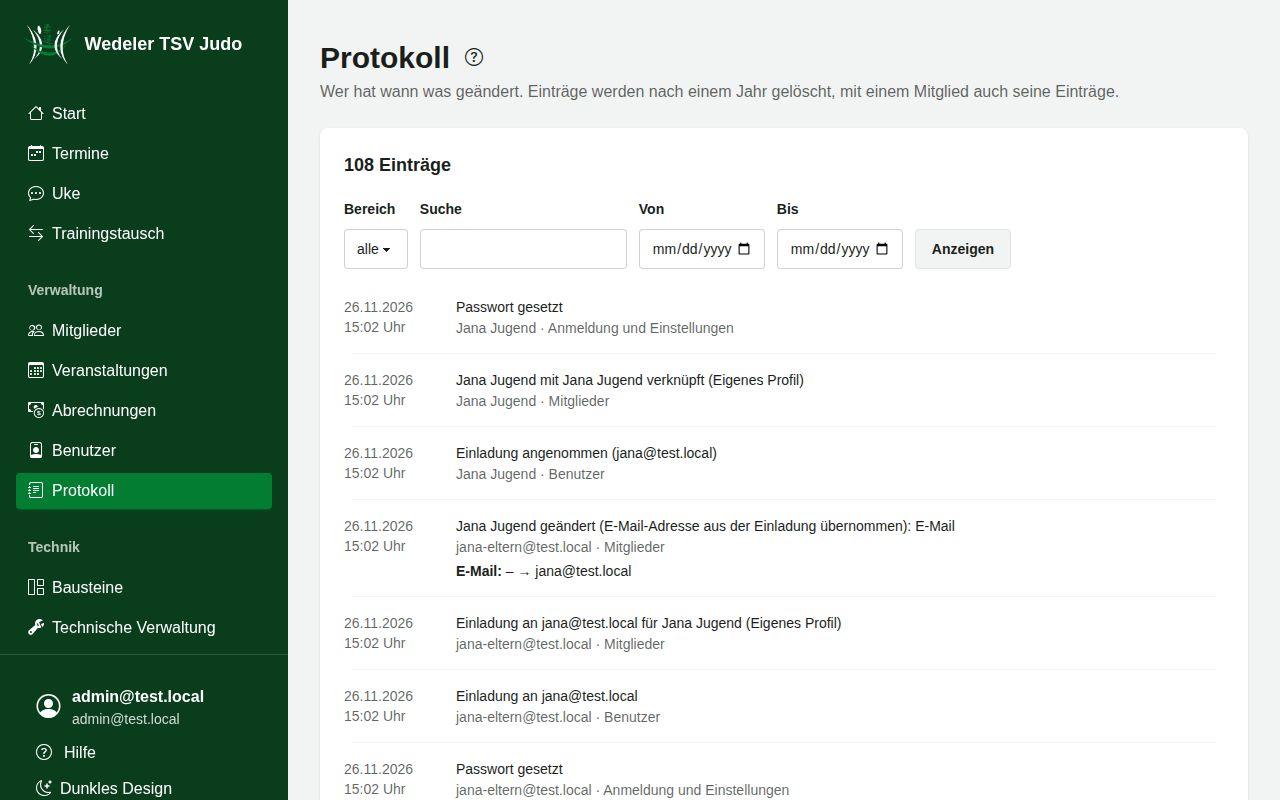 Wedeler TSV Judo
Start
Termine
Uke
Trainingstausch
Verwaltung
Mitglieder
Veranstaltungen
Abrechnungen
Benutzer
Protokoll
Technik
Bausteine
Technische Verwaltung
admin@test.local
admin@test.local
Hilfe
Dunkles Design
Protokoll
Wer hat wann was geändert. Einträge werden nach einem Jahr gelöscht, mit einem Mitglied auch seine Einträge.
108 Einträge
Bereich Suche Von Bis
alle mm/dd/yyyy mm/dd/yyyy Anzeigen
26.11.2026 Passwort gesetzt
15:02 Uhr Jana Jugend · Anmeldung und Einstellungen
26.11.2026 Jana Jugend mit Jana Jugend verknüpft (Eigenes Profil)
15:02 Uhr Jana Jugend · Mitglieder
26.11.2026 Einladung angenommen (jana@test.local)
15:02 Uhr Jana Jugend · Benutzer
26.11.2026 Jana Jugend geändert (E-Mail-Adresse aus der Einladung übernommen): E-Mail
15:02 Uhr jana-eltern@test.local · Mitglieder
E-Mail: – → jana@test.local
26.11.2026 Einladung an jana@test.local für Jana Jugend (Eigenes Profil)
15:02 Uhr jana-eltern@test.local · Mitglieder
26.11.2026 Einladung an jana@test.local
15:02 Uhr jana-eltern@test.local · Benutzer
26.11.2026 Passwort gesetzt
15:02 Uhr jana-eltern@test.local · Anmeldung und Einstellungen